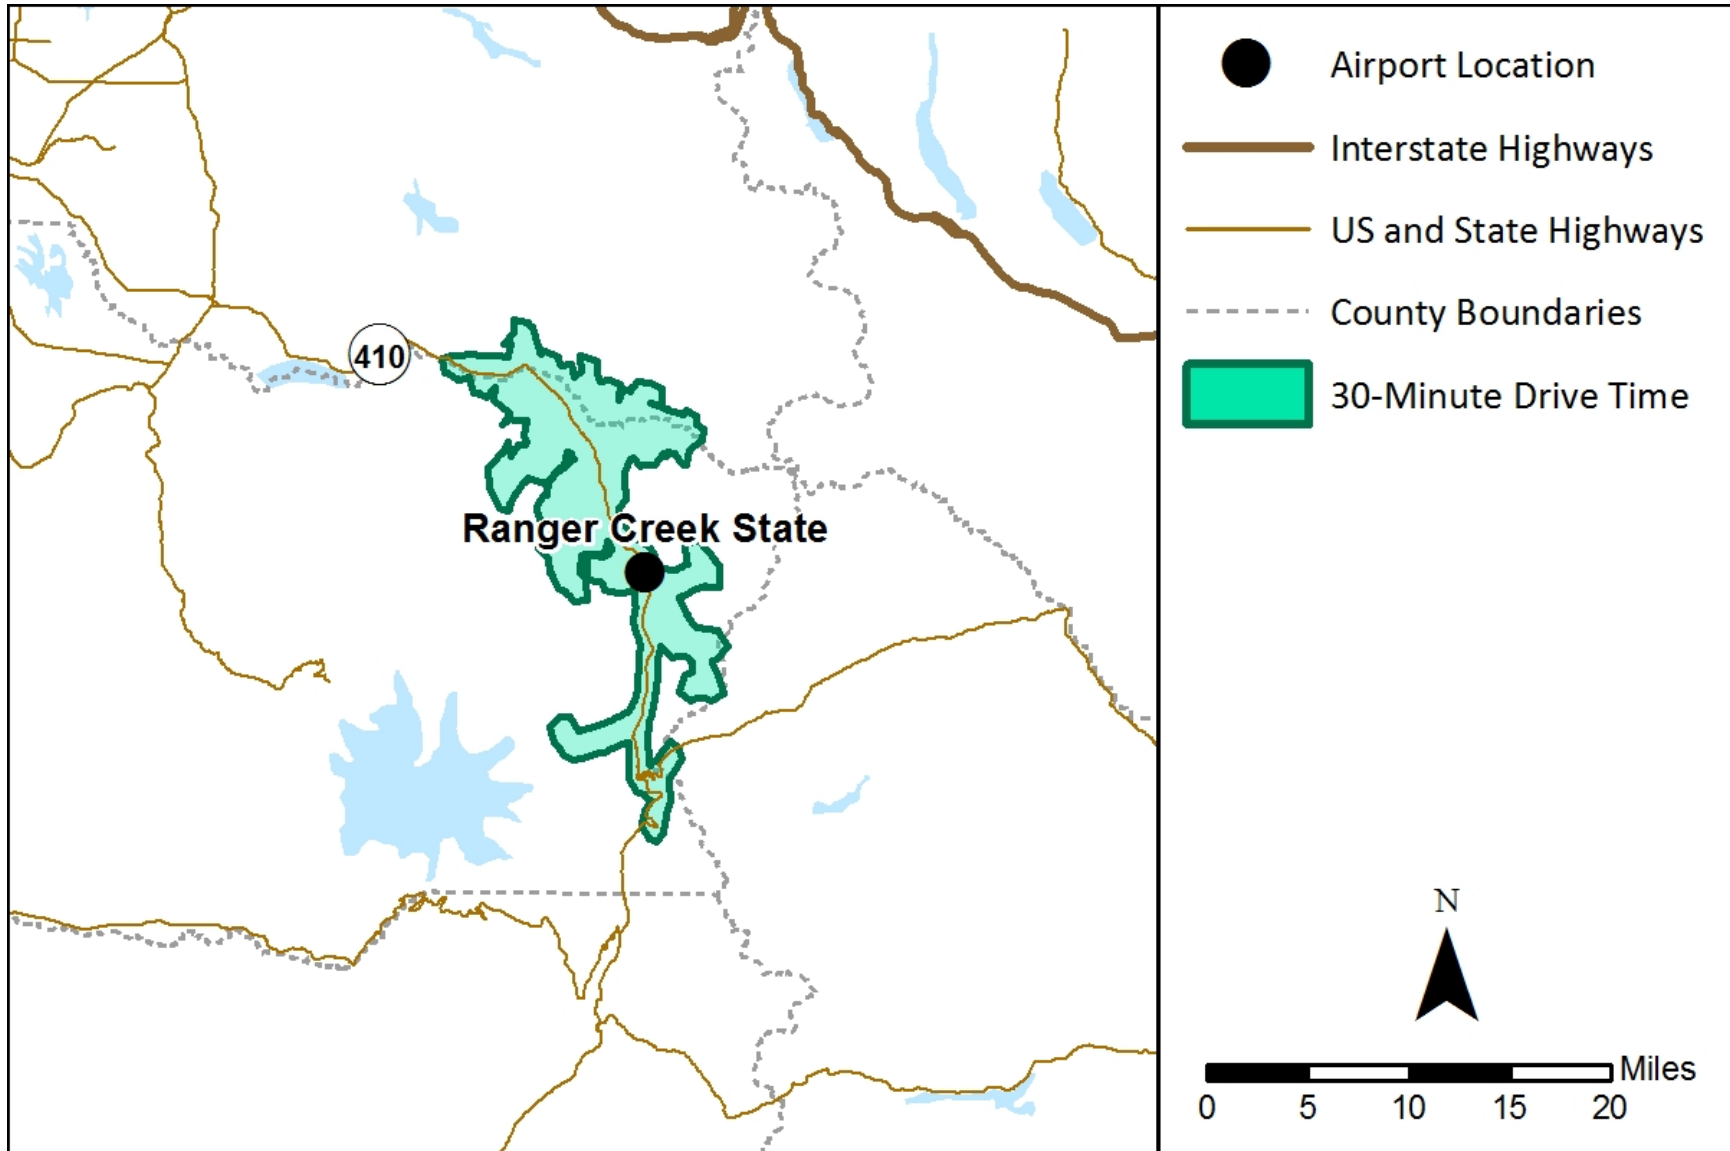 410
Ranger Creek State
Airport Location
Interstate Highways
US and State Highways
County Boundaries
30-Minute Drive Time
N
Miles
0 5 10 15 20